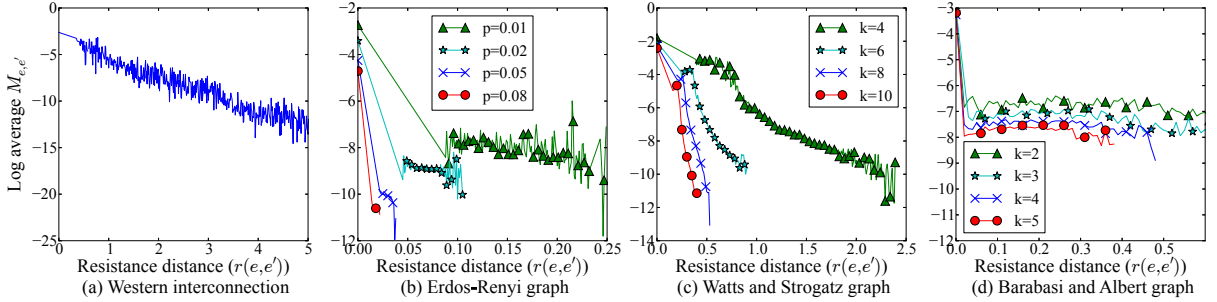 Log average M_{e,e′}
0
−5
−10
−15
−20
−25
0 1 2 3 4 5
Resistance distance (r(e,e′))
(a) Western interconnection
−2
−4
−6
−8
−10
−12
0.00 0.05 0.10 0.15 0.20 0.25
p=0.01
p=0.02
p=0.05
p=0.08
Resistance distance (r(e,e′))
(b) Erdos-Renyi graph
0
−2
−4
−6
−8
−10
−12
−14
0.0 0.5 1.0 1.5 2.0 2.5
k=4
k=6
k=8
k=10
Resistance distance (r(e,e′))
(c) Watts and Strogatz graph
−3
−4
−5
−6
−7
−8
−9
−10
−11
−12
0.0 0.1 0.2 0.3 0.4 0.5
k=2
k=3
k=4
k=5
Resistance distance (r(e,e′))
(d) Barabasi and Albert graph